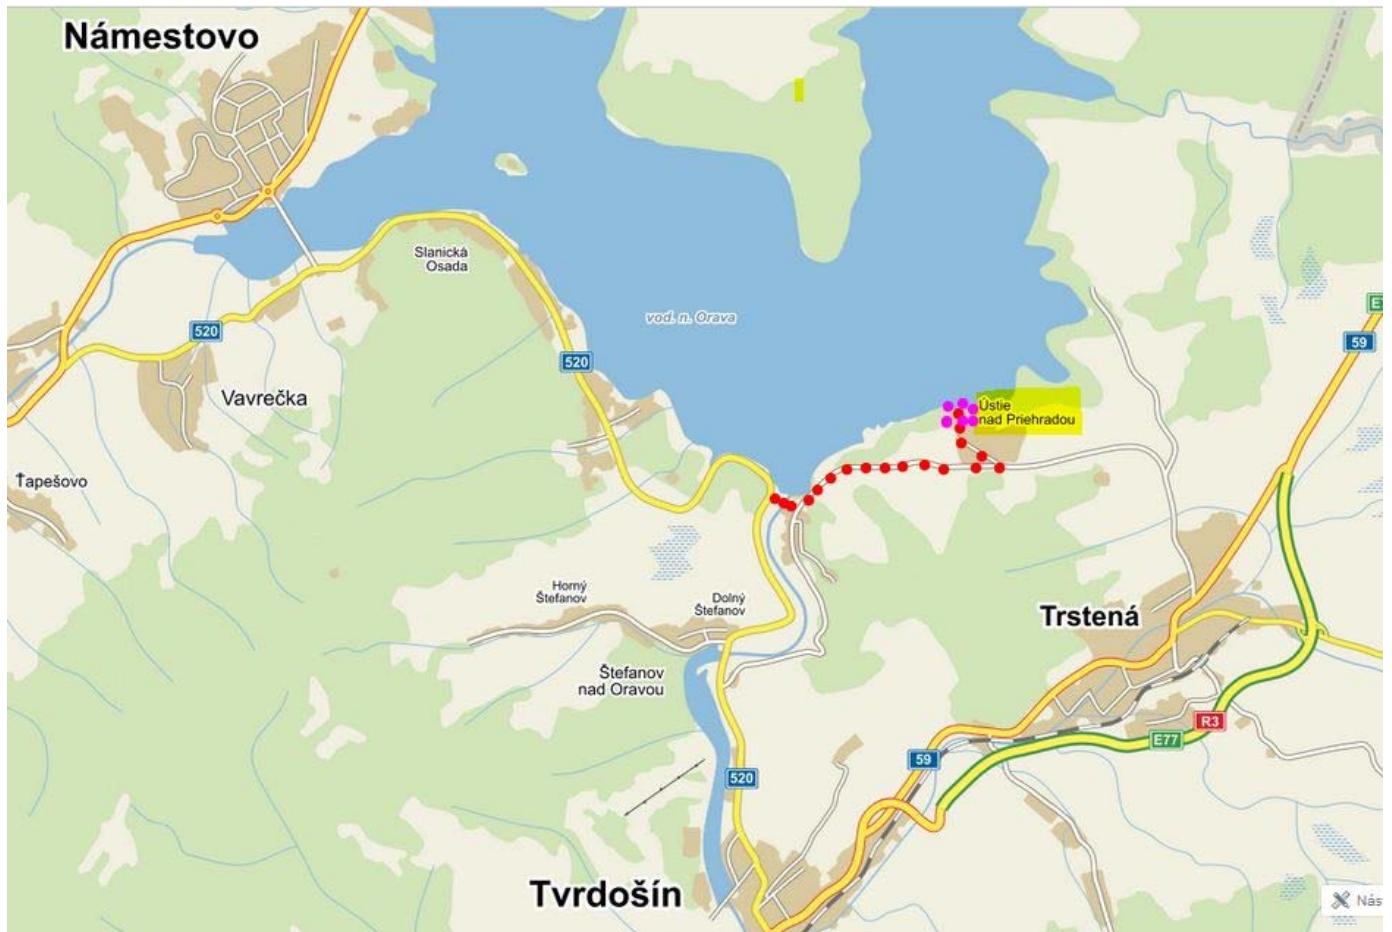 Námestovo
Slanická
Osada
vod. n. Orava
520
520
59
Vavrečka
Ústie
nad Priehradou
Ťapešovo
Horný
Štefanov
Dolný
Štefanov
Trstená
Štefanov
nad Oravou
R3
E77
59
520
Tvrdošín